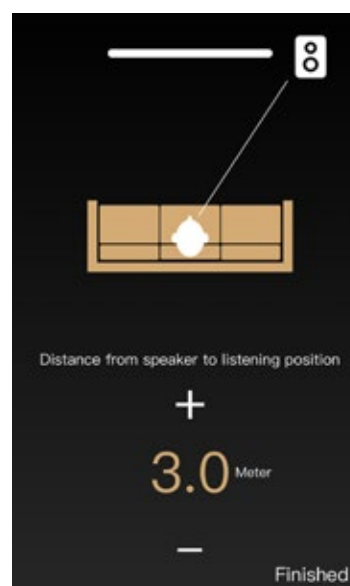 Distance from speaker to listening position
+
3.0 Meter
−
Finished